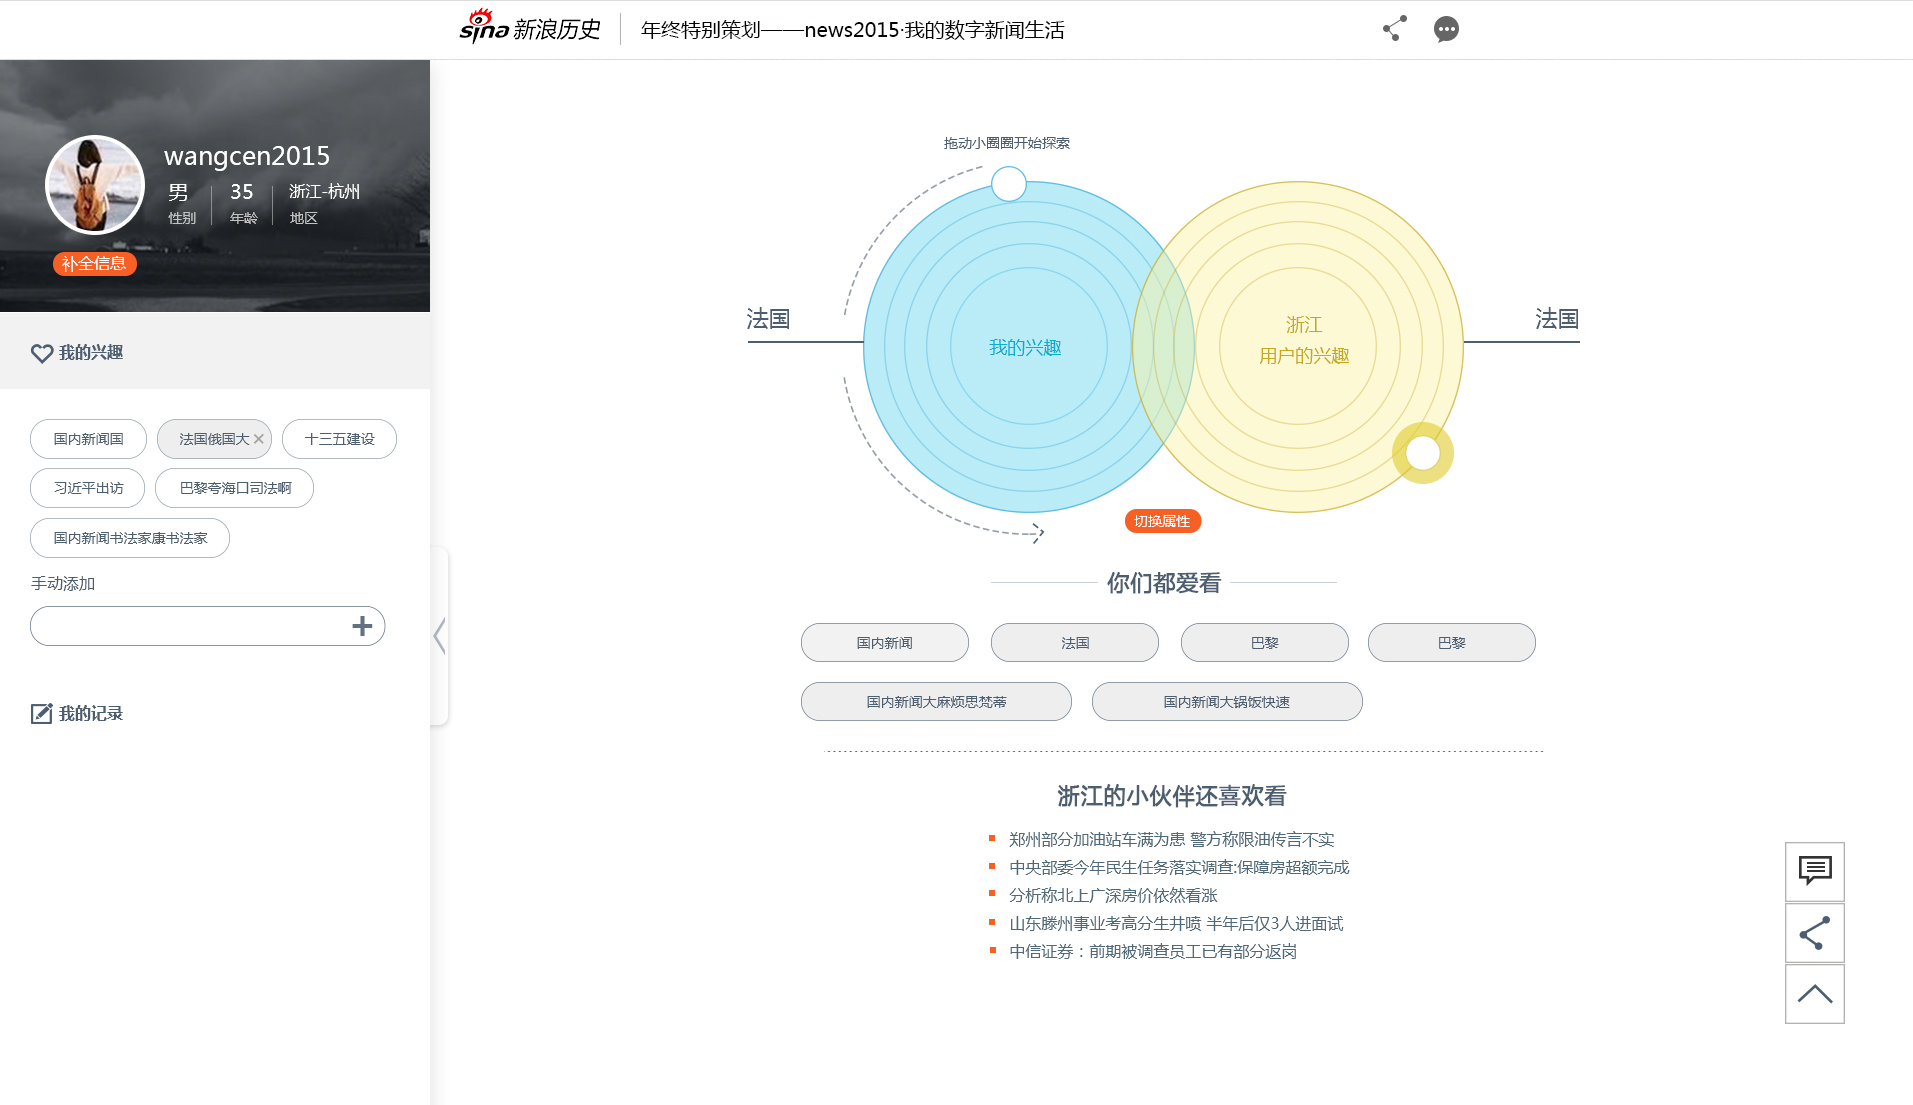 sina 新浪历史
年终特别策划——news2015·我的数字新闻生活
wangcen2015
男 35 浙江-杭州
性别 年龄 地区
补全信息
我的兴趣
国内新闻国 法国俄国大 十三五建设
习近平出访 巴黎夸海口司法啊
国内新闻书法家康书法家
手动添加
我的记录
拖动小圈圈开始探索
法国
我的兴趣
浙江
用户的兴趣
法国
切换属性
你们都爱看
国内新闻 法国 巴黎 巴黎
国内新闻大麻烦思梵蒂 国内新闻大锅饭快速
浙江的小伙伴还喜欢看
郑州部分加油站车满为患 警方称限油传言不实
中央部委今年民生任务落实调查:保障房超额完成
分析称北上广深房价依然看涨
山东滕州事业考高分生井喷 半年后仅3人进面试
中信证券：前期被调查员工已有部分返岗